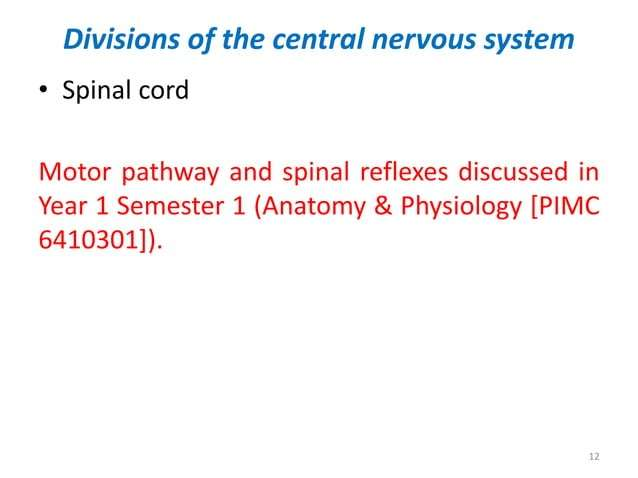 Divisions of the central nervous system
• Spinal cord
Motor pathway and spinal reflexes discussed in
Year 1 Semester 1 (Anatomy & Physiology [PIMC
6410301]).
12